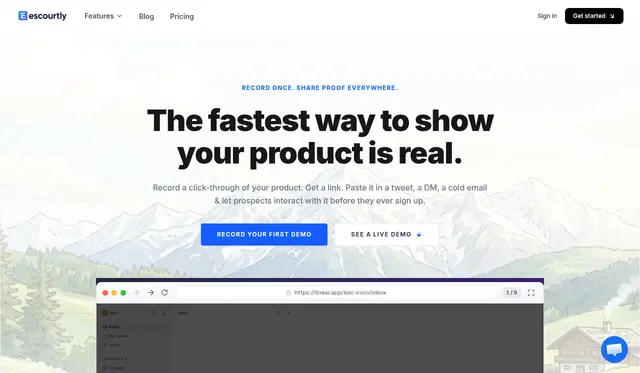 escourtly
Features
Blog
Pricing
Sign in
Get started
RECORD ONCE. SHARE PROOF EVERYWHERE.
The fastest way to show
your product is real.
Record a click-through of your product. Get a link. Paste it in a tweet, a DM, a cold email
& let prospects interact with it before they ever sign up.
RECORD YOUR FIRST DEMO
SEE A LIVE DEMO
https://linear.app/bsc-iroro/inbox
1 / 9